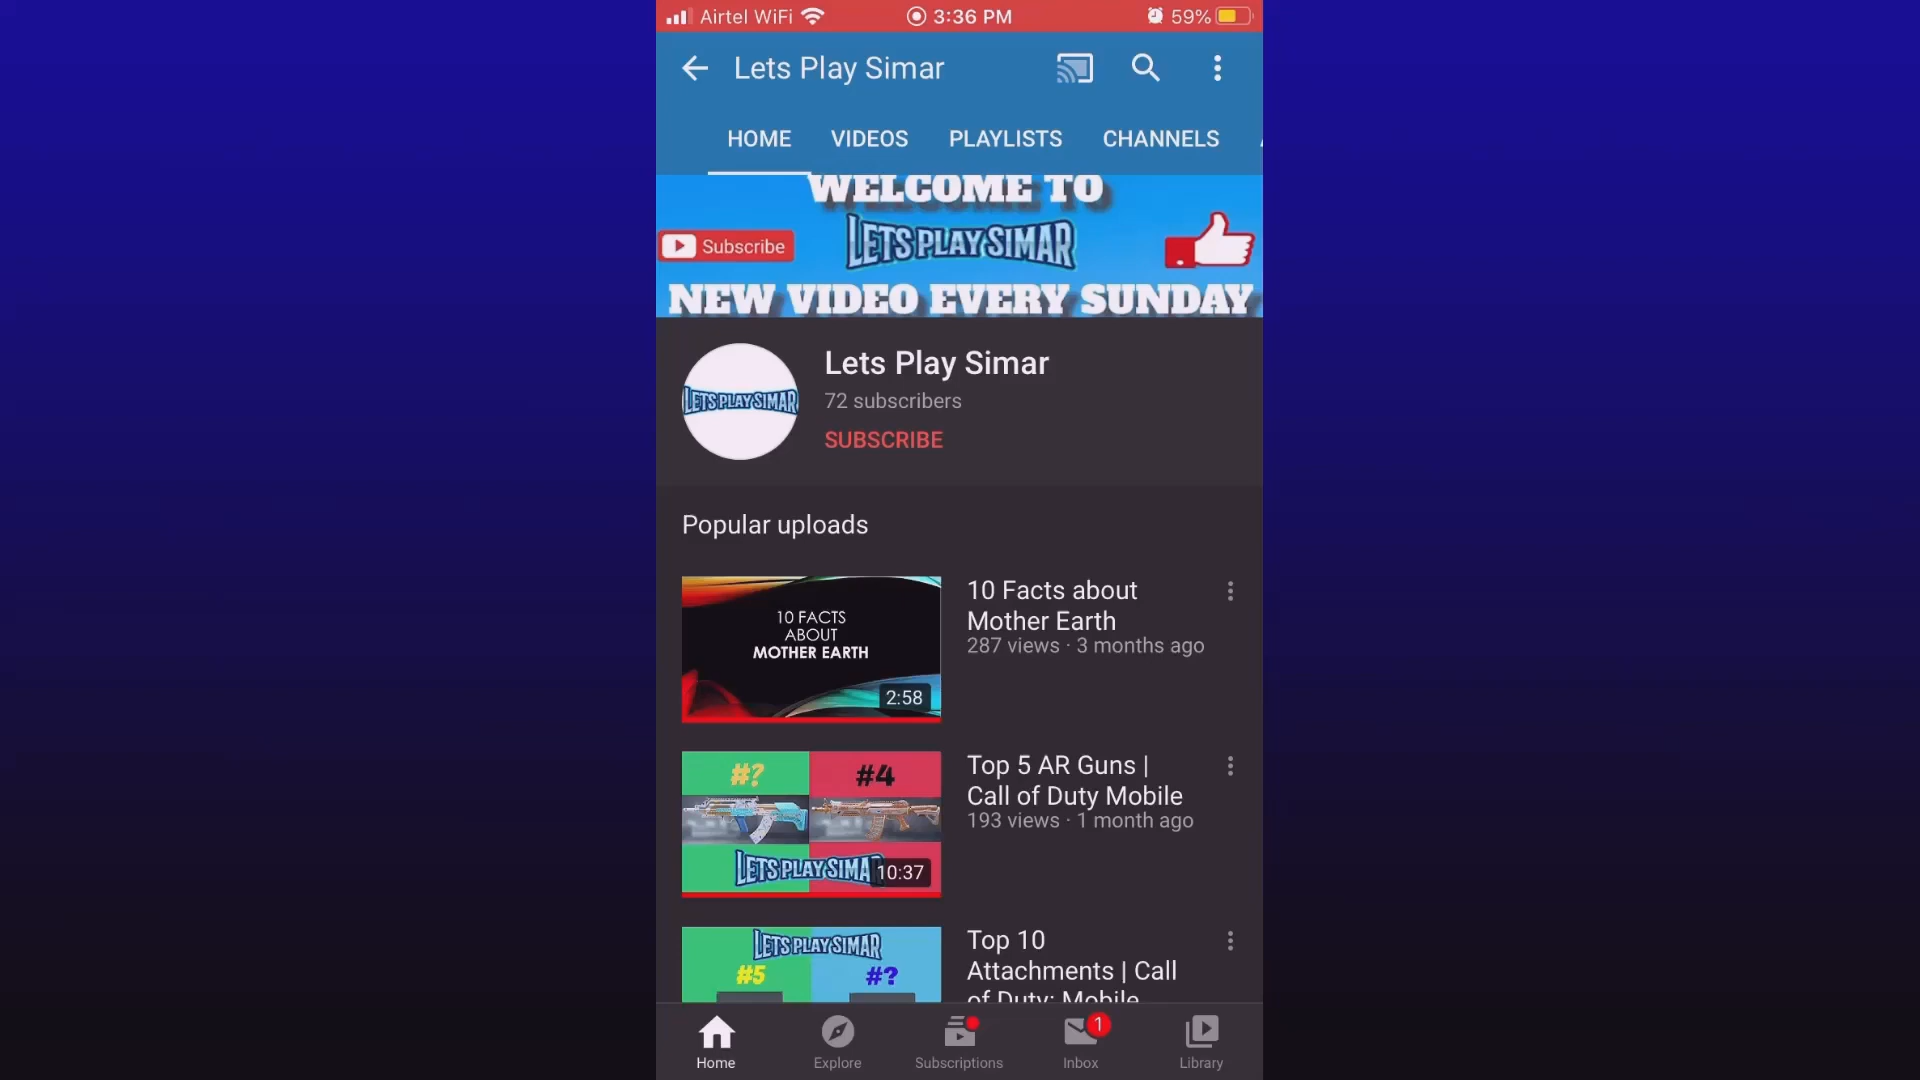 Airtel WiFi 3:36 PM 59%
Lets Play Simar
HOME VIDEOS PLAYLISTS CHANNELS
WELCOME TO
Subscribe LETS PLAY SIMAR
NEW VIDEO EVERY SUNDAY
LETS PLAY SIMAR
Lets Play Simar
72 subscribers
SUBSCRIBE
Popular uploads
10 FACTS
ABOUT
MOTHER EARTH
2:58
10 Facts about
Mother Earth
287 views · 3 months ago
#? #4
LETS PLAY SIMA
10:37
Top 5 AR Guns |
Call of Duty Mobile
193 views · 1 month ago
LETS PLAY SIMAR
#5 #?
Top 10
Attachments | Call
of Duty: Mobile
1
Home Explore Subscriptions Inbox Library